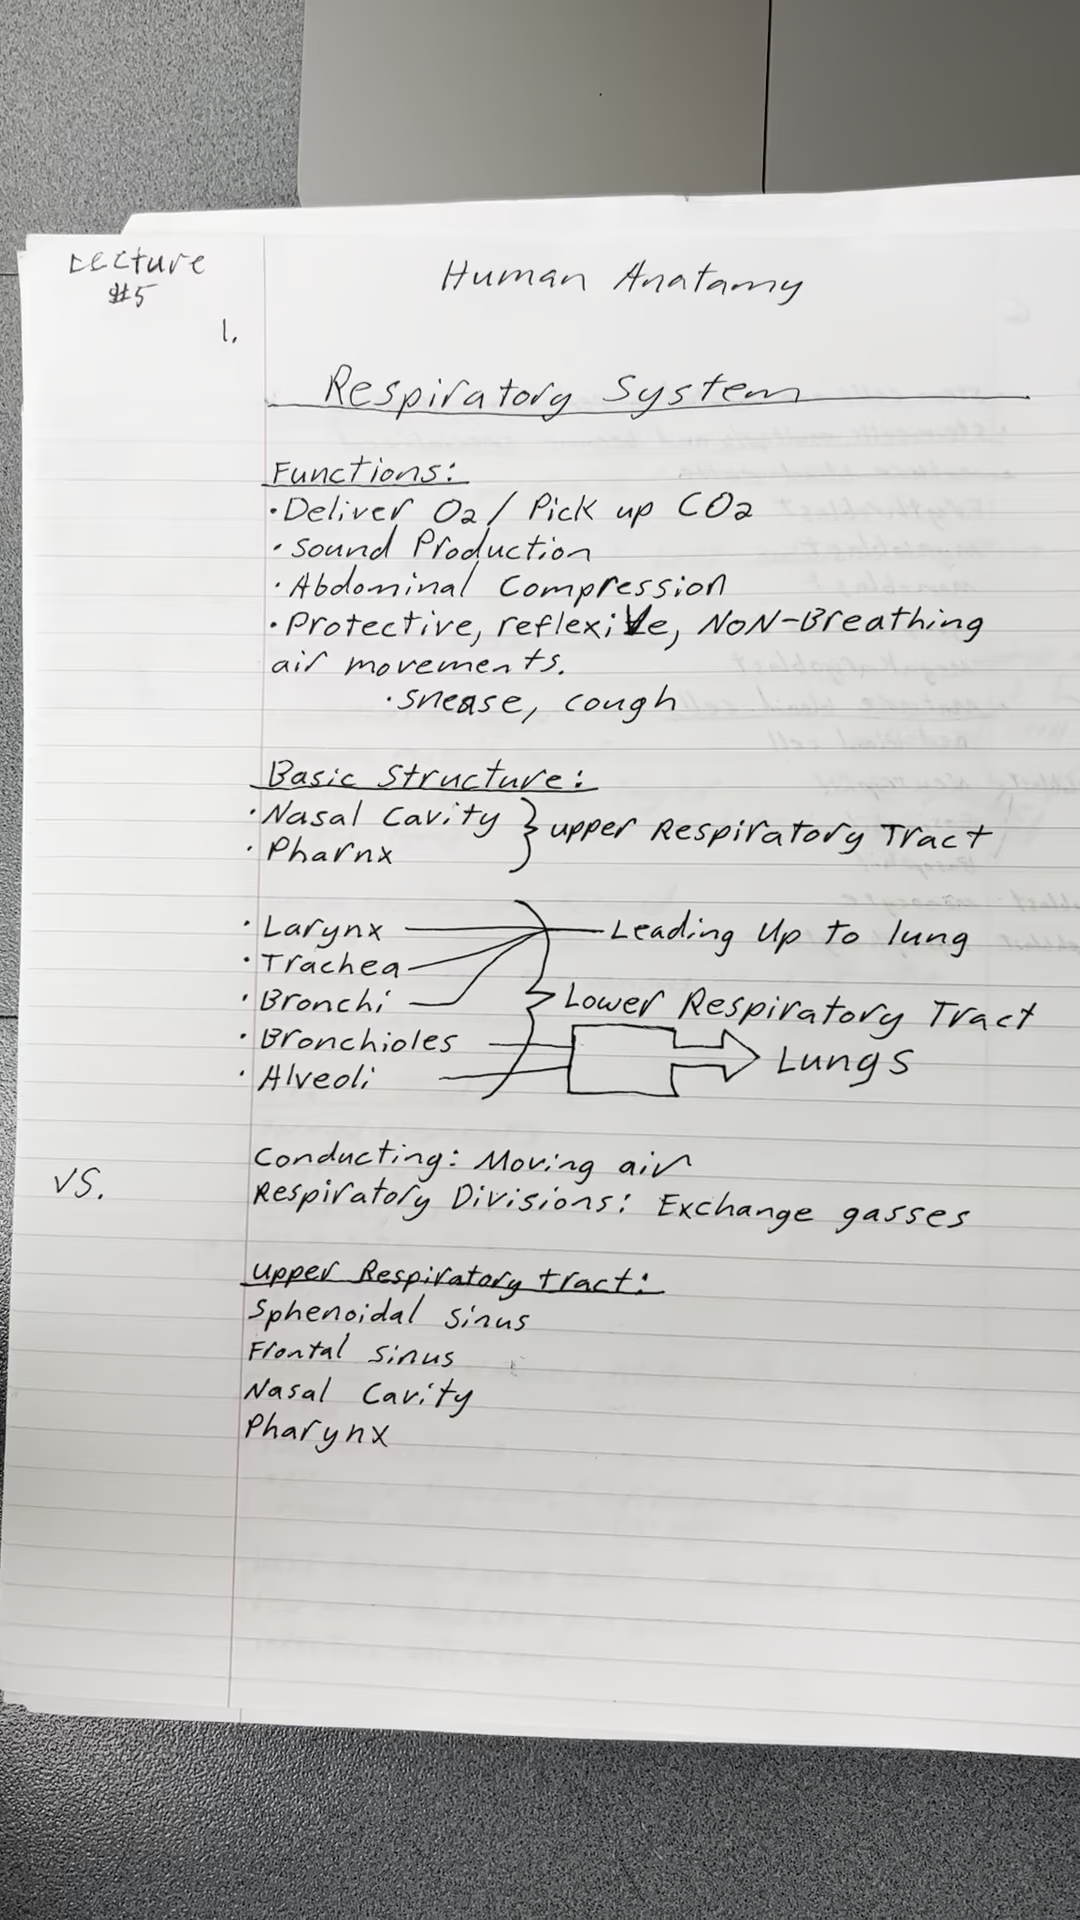 Lecture
#5
Human Anatamy
1.
Respiratory System
Functions:
• Deliver O2 / Pick up CO2
• Sound Production
• Abdominal Compression
• Protective, reflexive, NON-Breathing
air movements.
• snease, cough
Basic Structure:
• Nasal Cavity } upper Respiratory Tract
• Pharnx
• Larynx Leading Up to lung
• Trachea
• Bronchi Lower Respiratory Tract
• Bronchioles Lungs
• Alveoli
Conducting: Moving air
vs. Respiratory Divisions: Exchange gasses
upper Respiratory tract:
Sphenoidal sinus
Frontal sinus
Nasal Cavity
Pharynx